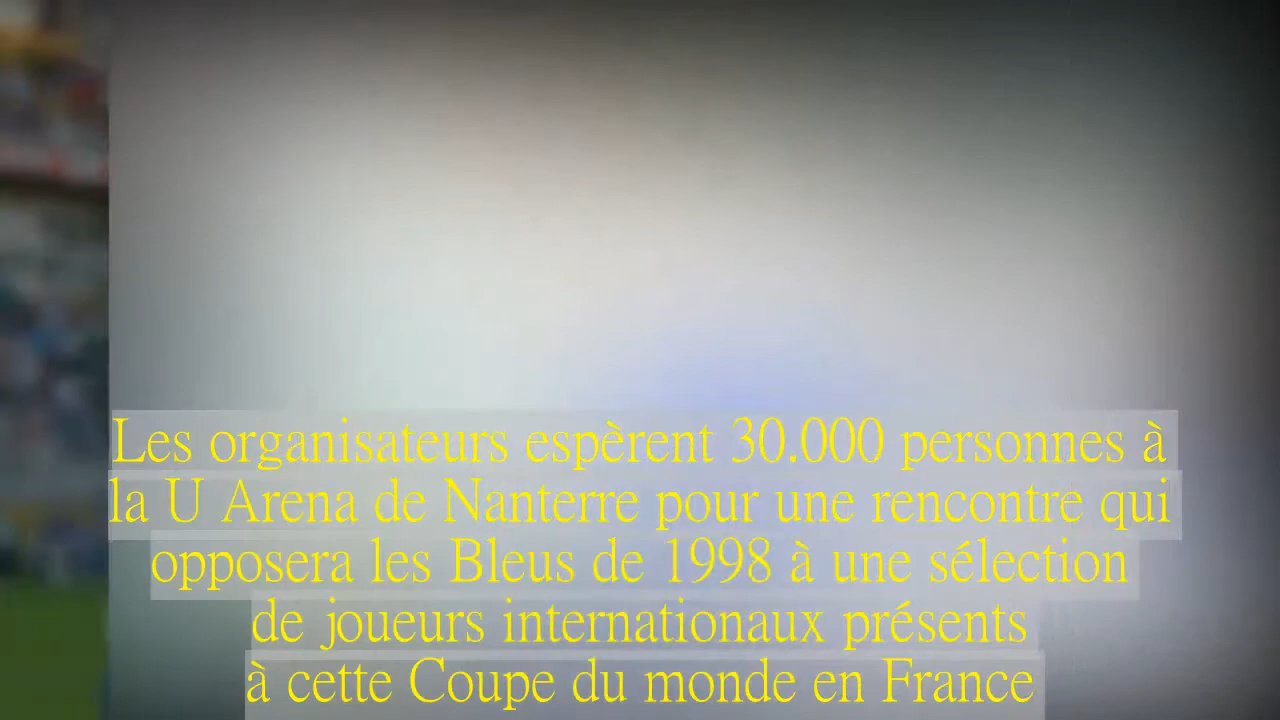 Les organisateurs espèrent 30.000 personnes à
la U Arena de Nanterre pour une rencontre qui
opposera les Bleus de 1998 à une sélection
de joueurs internationaux présents
à cette Coupe du monde en France